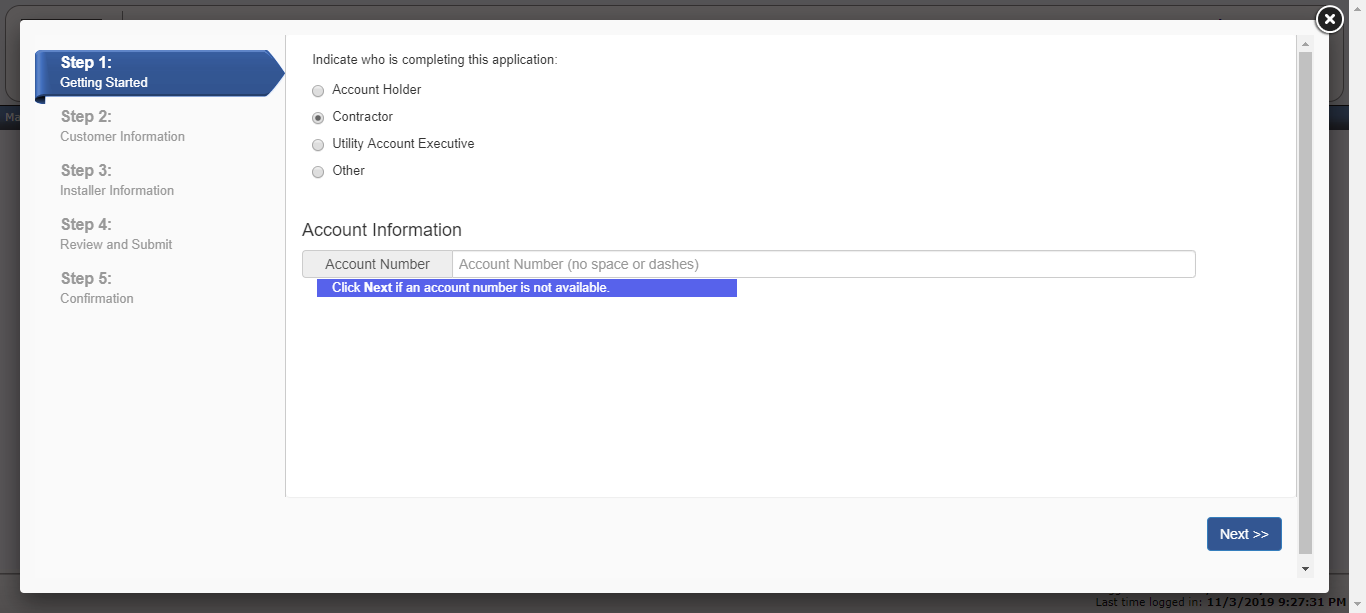 Step 1:
Getting Started
Step 2:
Customer Information
Step 3:
Installer Information
Step 4:
Review and Submit
Step 5:
Confirmation
Indicate who is completing this application:
Account Holder
Contractor
Utility Account Executive
Other
Account Information
Account Number Account Number (no space or dashes)
Click Next if an account number is not available.
Next >>
Ma
Last time logged in: 11/3/2019 9:27:31 PM